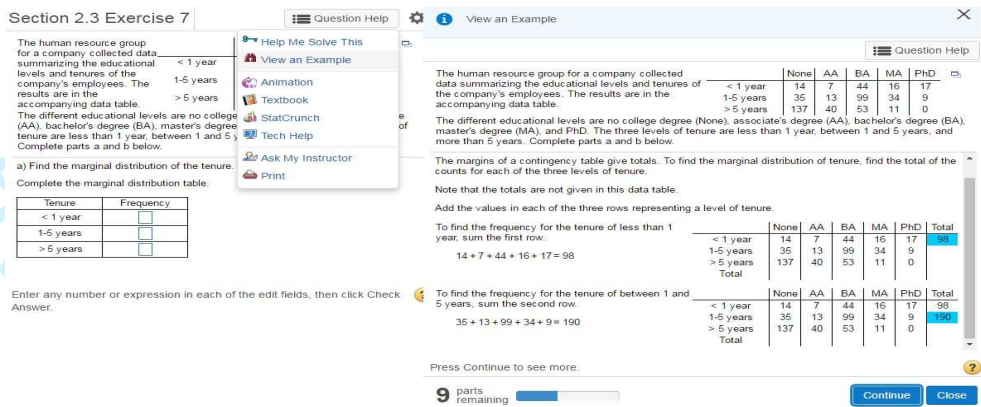 Section 2.3 Exercise 7
Question Help
The human resource group
for a company collected data
summarizing the educational
levels and tenures of the
company's employees. The
results are in the
accompanying data table.
< 1 year
1-5 years
> 5 years
The different educational levels are no college
(AA), bachelor's degree (BA), master's degree
tenure are less than 1 year, between 1 and 5
Complete parts a and b below.
of
Help Me Solve This
View an Example
Animation
Textbook
StatCrunch
Tech Help
Ask My Instructor
Print
a) Find the marginal distribution of the tenure.
Complete the marginal distribution table.
Tenure Frequency
< 1 year
1-5 years
> 5 years
Enter any number or expression in each of the edit fields, then click Check
Answer.
View an Example
Question Help
The human resource group for a company collected
data summarizing the educational levels and tenures of
the company's employees. The results are in the
accompanying data table.
None AA BA MA PhD
< 1 year 14 7 44 16 17
1-5 years 35 13 99 34 9
> 5 years 137 40 53 11 0
The different educational levels are no college degree (None), associate's degree (AA), bachelor's degree (BA),
master's degree (MA), and PhD. The three levels of tenure are less than 1 year, between 1 and 5 years, and
more than 5 years. Complete parts a and b below.
The margins of a contingency table give totals. To find the marginal distribution of tenure, find the total of the
counts for each of the three levels of tenure.
Note that the totals are not given in this data table.
Add the values in each of the three rows representing a level of tenure.
To find the frequency for the tenure of less than 1
year, sum the first row.
14 + 7 + 44 + 16 + 17 = 98
None AA BA MA PhD Total
< 1 year 14 7 44 16 17 98
1-5 years 35 13 99 34 9
> 5 years 137 40 53 11 0
Total
To find the frequency for the tenure of between 1 and
5 years, sum the second row.
35 + 13 + 99 + 34 + 9 = 190
None AA BA MA PhD Total
< 1 year 14 7 44 16 17 98
1-5 years 35 13 99 34 9 190
> 5 years 137 40 53 11 0
Total
Press Continue to see more.
?
9 parts
remaining
Continue
Close